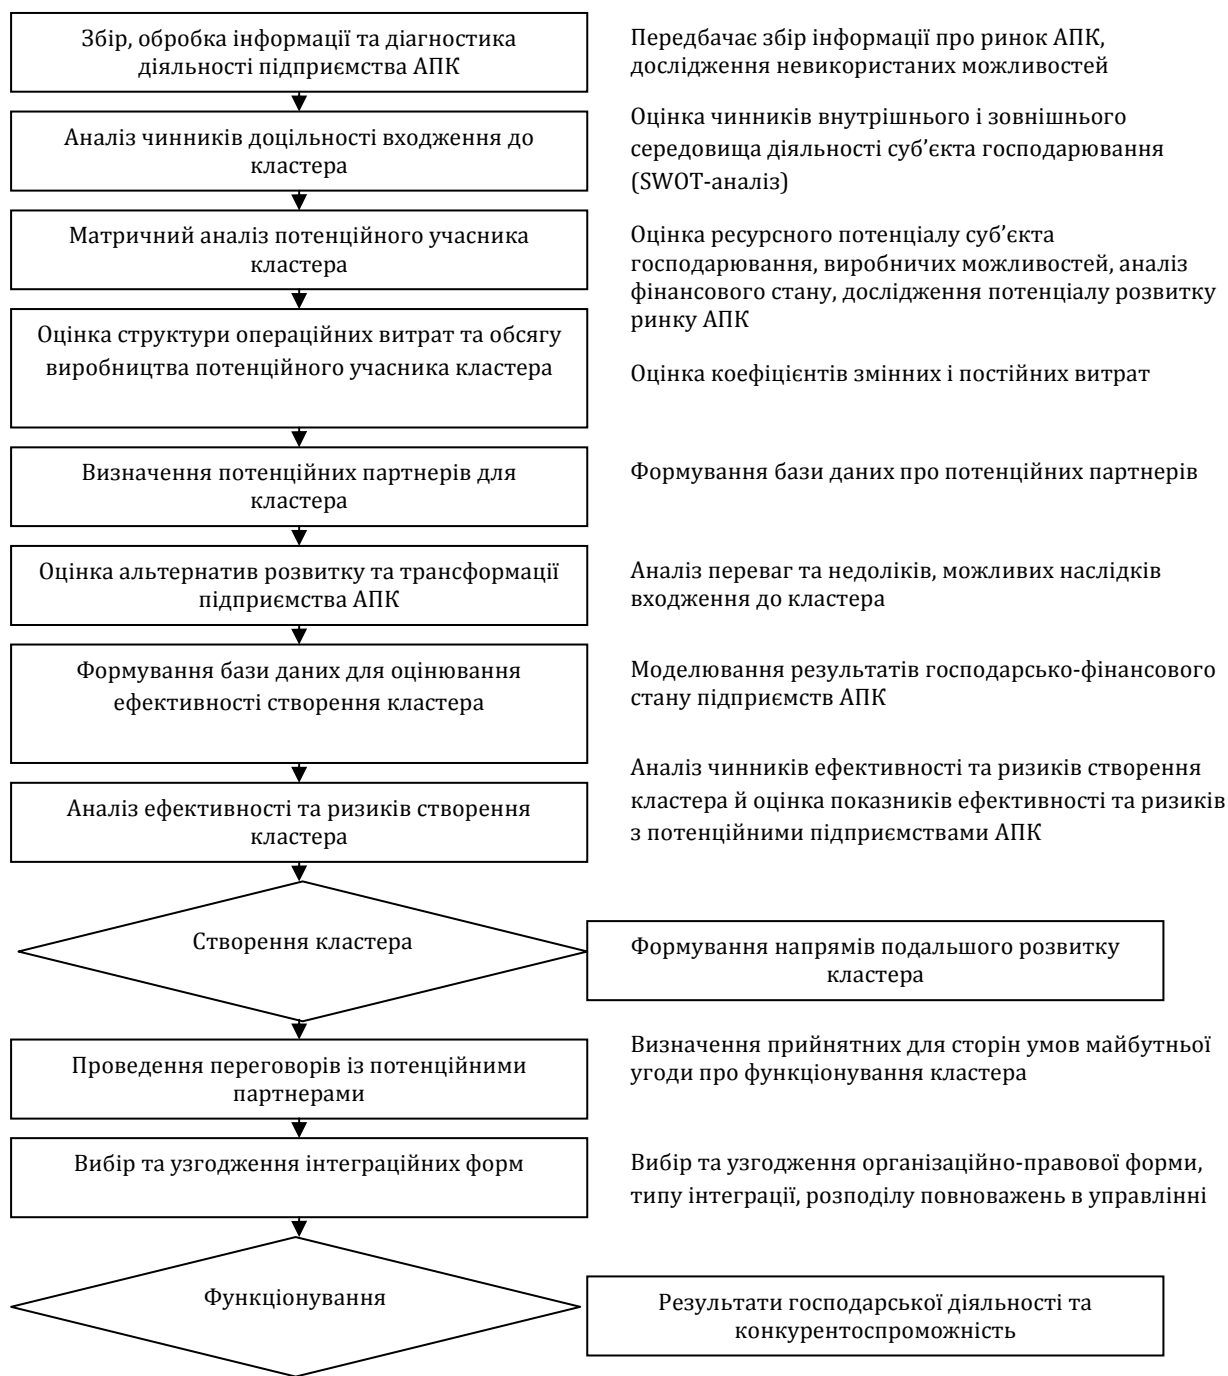 Збір, обробка інформації та діагностика
діяльності підприємства АПК
Передбачає збір інформації про ринок АПК,
дослідження невикористаних можливостей
Аналіз чинників доцільності входження до
кластера
Оцінка чинників внутрішнього і зовнішнього
середовища діяльності суб’єкта господарювання
(SWOT-аналіз)
Матричний аналіз потенційного учасника
кластера
Оцінка ресурсного потенціалу суб’єкта
господарювання, виробничих можливостей, аналіз
фінансового стану, дослідження потенціалу розвитку
ринку АПК
Оцінка структури операційних витрат та обсягу
виробництва потенційного учасника кластера
Оцінка коефіцієнтів змінних і постійних витрат
Визначення потенційних партнерів для
кластера
Формування бази даних про потенційних партнерів
Оцінка альтернатив розвитку та трансформації
підприємства АПК
Аналіз переваг та недоліків, можливих наслідків
входження до кластера
Формування бази даних для оцінювання
ефективності створення кластера
Моделювання результатів господарсько-фінансового
стану підприємств АПК
Аналіз ефективності та ризиків створення
кластера
Аналіз чинників ефективності та ризиків створення
кластера й оцінка показників ефективності та ризиків
з потенційними підприємствами АПК
Створення кластера
Формування напрямів подальшого розвитку
кластера
Проведення переговорів із потенційними
партнерами
Визначення прийнятних для сторін умов майбутньої
угоди про функціонування кластера
Вибір та узгодження інтеграційних форм
Вибір та узгодження організаційно-правової форми,
типу інтеграції, розподілу повноважень в управлінні
Функціонування
Результати господарської діяльності та
конкурентоспроможність